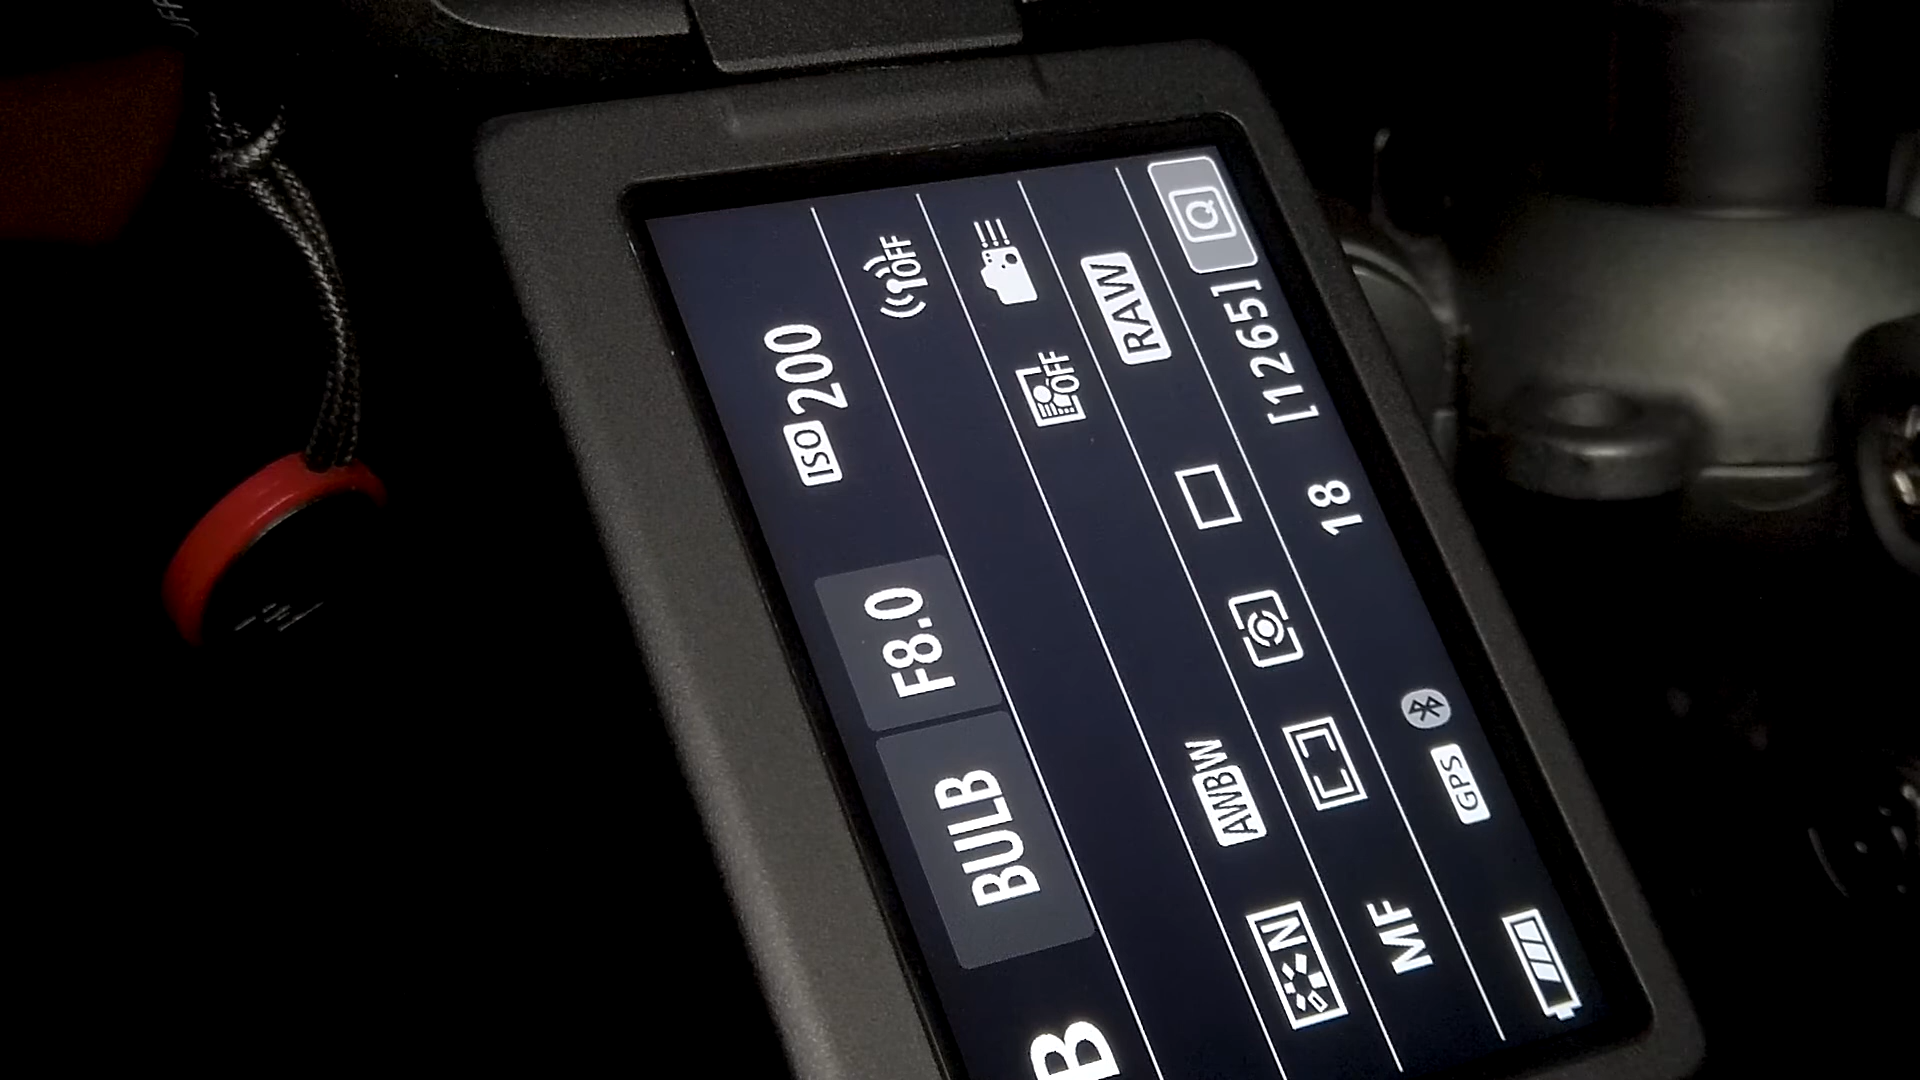 B BULB F8.0 ISO 200
OFF
N AWBW OFF
MF RAW
GPS 18 [1265] Q